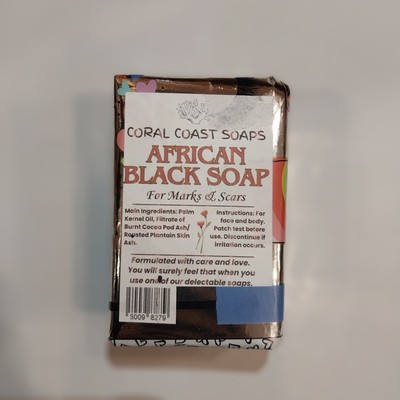 CORAL COAST SOAPS
AFRICAN
BLACK SOAP
For Marks & Scars
Main Ingredients: Palm
Kernel Oil, Filtrate of
Burnt Cocoa Pod Ash/
Roasted Plantain Skin
Ash.
Instructions: For
face and body.
Patch test before
use. Discontinue if
irritation occurs.
Formulated with care and love.
You will surely feel that when you
use one of our delectable soaps.
8009 8279